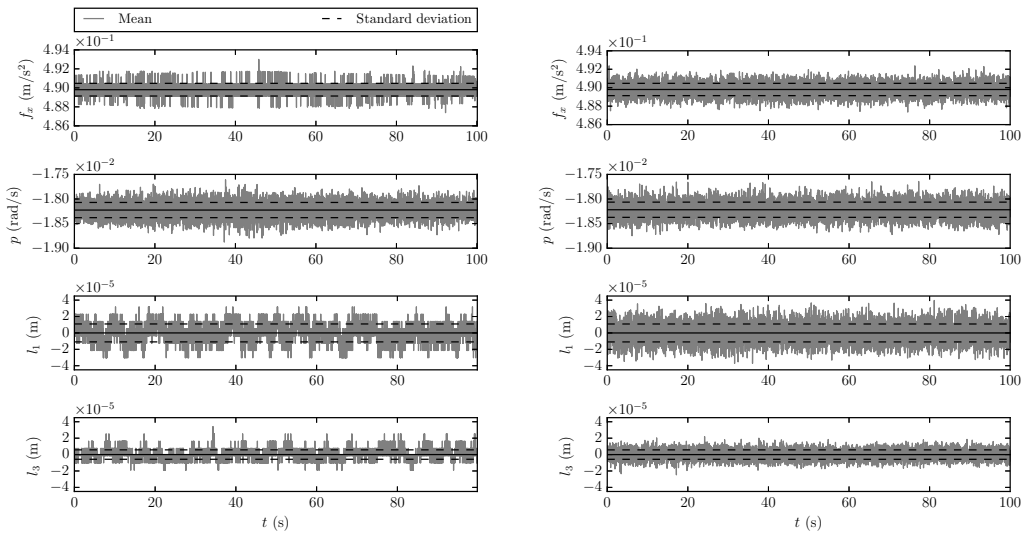 Mean
Standard deviation
×10⁻¹
4.94
4.92
4.90
4.88
4.86
f_x (m/s²)
0 20 40 60 80 100
×10⁻¹
4.94
4.92
4.90
4.88
4.86
f_x (m/s²)
0 20 40 60 80 100
×10⁻²
−1.75
−1.80
−1.85
−1.90
p (rad/s)
0 20 40 60 80
×10⁻²
−1.75
−1.80
−1.85
−1.90
p (rad/s)
0 20 40 60 80 100
×10⁻⁵
4
2
0
−2
−4
l₁ (m)
0 20 40 60 80
×10⁻⁵
4
2
0
−2
−4
l₁ (m)
0 20 40 60 80 100
×10⁻⁵
4
2
0
−2
−4
l₃ (m)
0 20 40 60 80
t (s)
×10⁻⁵
4
2
0
−2
−4
l₃ (m)
0 20 40 60 80 100
t (s)